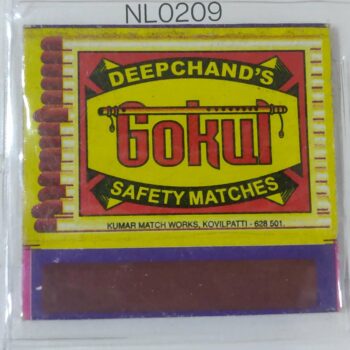 NL0209
DEEPCHAND'S
Gokul
SAFETY MATCHES
KUMAR MATCH WORKS, KOVILPATTI - 628 501.